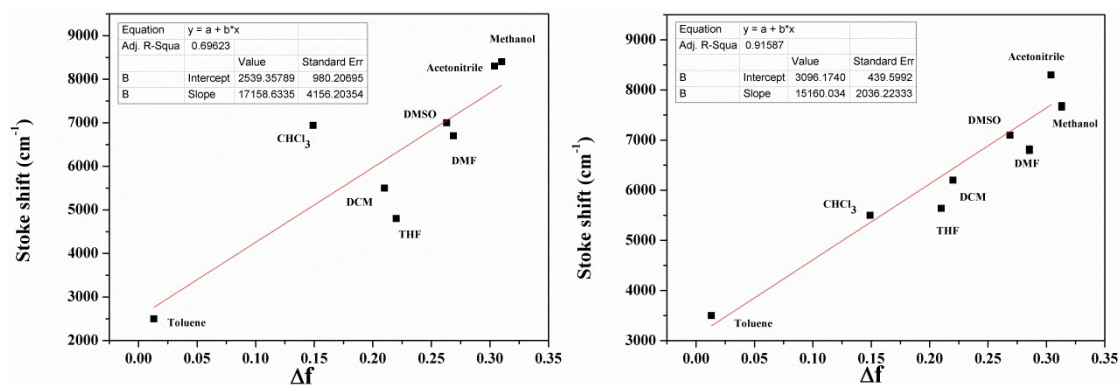 Equation y = a + b*x
Adj. R-Squa 0.69623
Value Standard Err
B Intercept 2539.35789 980.20695
B Slope 17158.6335 4156.20354
Methanol
Acetonitrile
DMSO
CHCl3
DMF
DCM
THF
Toluene
9000
8000
7000
6000
5000
4000
3000
2000
0.00 0.05 0.10 0.15 0.20 0.25 0.30 0.35
Stoke shift (cm-1)
Δf
Equation y = a + b*x
Adj. R-Squa 0.91587
Value Standard Err
B Intercept 3096.1740 439.5992
B Slope 15160.034 2036.22333
Acetonitrile
DMSO
Methanol
DMF
CHCl3
DCM
THF
Toluene
9000
8000
7000
6000
5000
4000
3000
0.00 0.05 0.10 0.15 0.20 0.25 0.30 0.35
Stoke shift (cm-1)
Δf